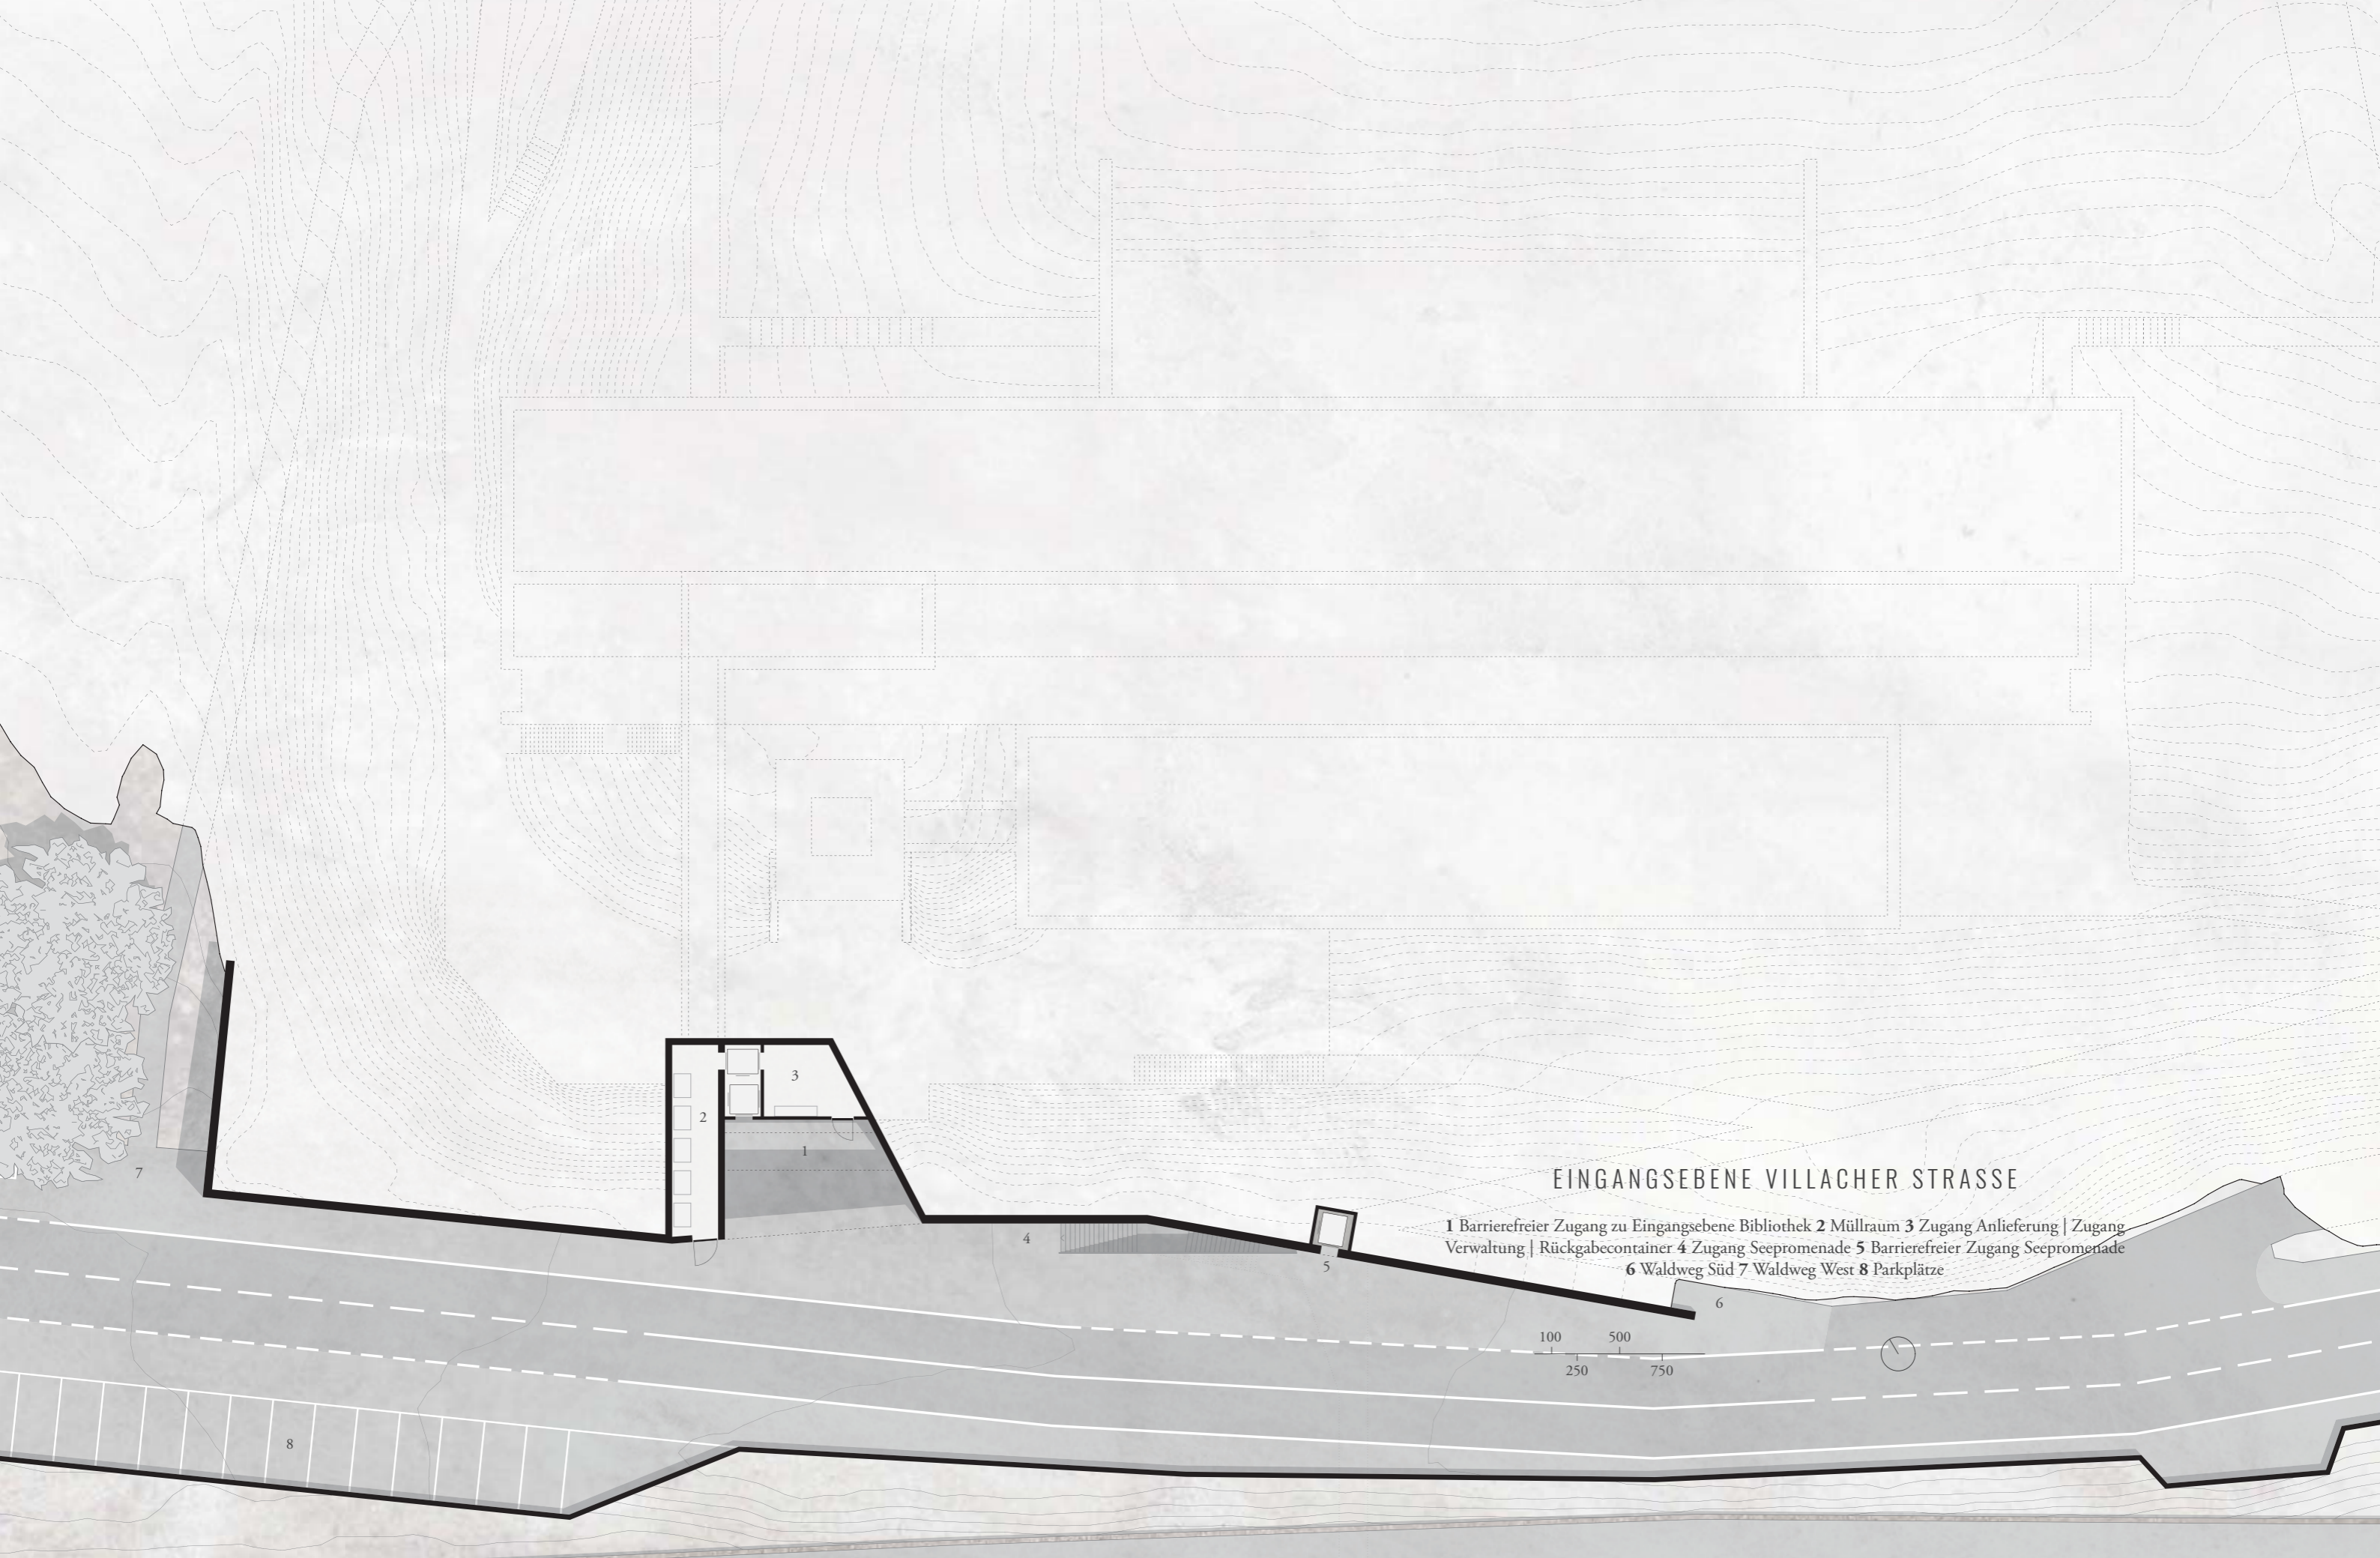 3
2
1
7
EINGANGSEBENE VILLACHER STRASSE
1 Barrierefreier Zugang zu Eingangsebene Bibliothek 2 Müllraum 3 Zugang Anlieferung | Zugang
Verwaltung | Rückgabecontainer 4 Zugang Seepromenade 5 Barrierefreier Zugang Seepromenade
6 Waldweg Süd 7 Waldweg West 8 Parkplätze
4
5
6
100 500
250 750
8